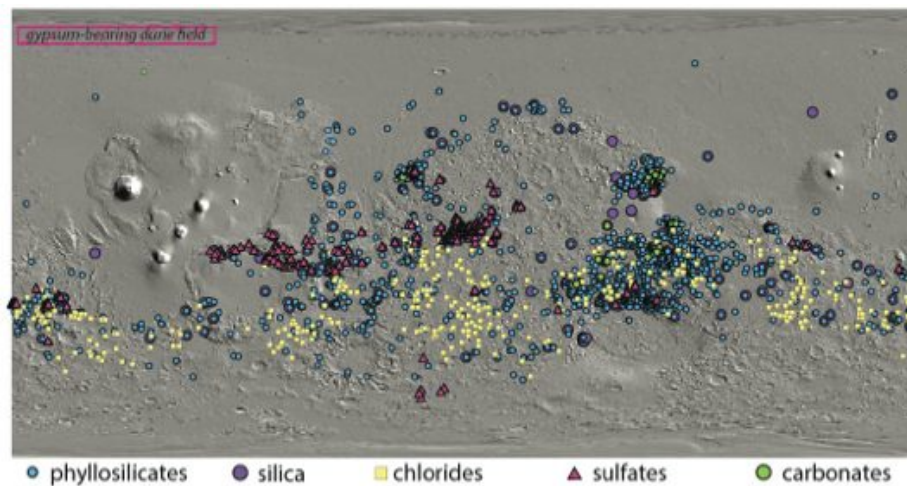 gypsum-bearing dune field
phyllosilicates silica chlorides sulfates carbonates